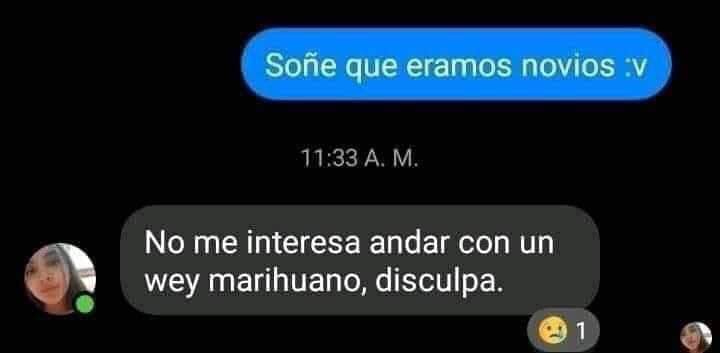 Soñe que eramos novios :v
11:33 A. M.
No me interesa andar con un
wey marihuano, disculpa.
1